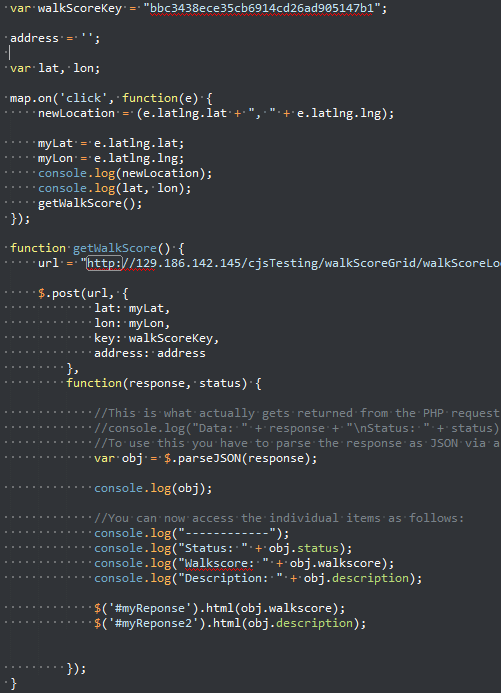 var walkScoreKey = "bbc3438ece35cb6914cd26ad905147b1";
address = '';
var lat, lon;
map.on('click', function(e) {
newLocation = (e.latlng.lat + ", " + e.latlng.lng);
myLat = e.latlng.lat;
myLon = e.latlng.lng;
console.log(newLocation);
console.log(lat, lon);
getWalkScore();
});
function getWalkScore() {
url = "http://129.186.142.145/cjsTesting/walkScoreGrid/walkScoreLo
$.post(url, {
lat: myLat,
lon: myLon,
key: walkScoreKey,
address: address
},
function(response, status) {
//This is what actually gets returned from the PHP request
//console.log("Data: " + response + "\nStatus: " + status)
//To use this you have to parse the response as JSON via a
var obj = $.parseJSON(response);
console.log(obj);
//You can now access the individual items as follows:
console.log("------------");
console.log("Status: " + obj.status);
console.log("Walkscore: " + obj.walkscore);
console.log("Description: " + obj.description);
$('#myReponse').html(obj.walkscore);
$('#myReponse2').html(obj.description);
});
}